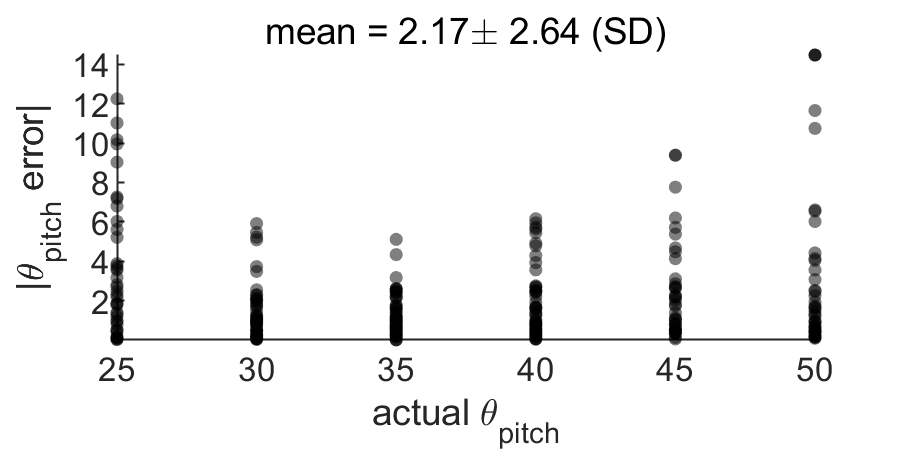 mean = 2.17± 2.64 (SD)
|θpitch error|
14
12
10
8
6
4
2
25 30 35 40 45 50
actual θpitch